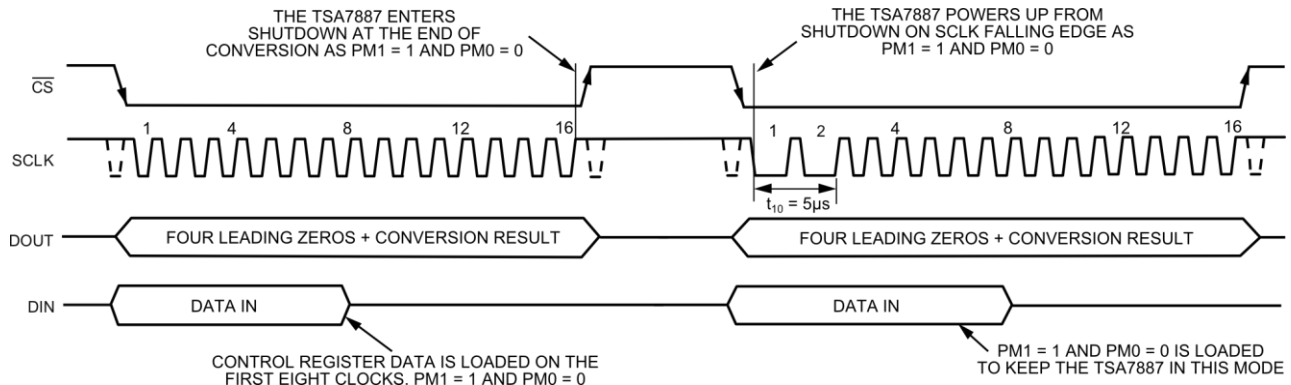 THE TSA7887 ENTERS
SHUTDOWN AT THE END OF
CONVERSION AS PM1 = 1 AND PM0 = 0
THE TSA7887 POWERS UP FROM
SHUTDOWN ON SCLK FALLING EDGE AS
PM1 = 1 AND PM0 = 0
CS
1 4 8 12 16 1 2 4 8 12 16
SCLK
t10 = 5µs
DOUT FOUR LEADING ZEROS + CONVERSION RESULT FOUR LEADING ZEROS + CONVERSION RESULT
DIN DATA IN DATA IN
CONTROL REGISTER DATA IS LOADED ON THE
FIRST EIGHT CLOCKS. PM1 = 1 AND PM0 = 0
PM1 = 1 AND PM0 = 0 IS LOADED
TO KEEP THE TSA7887 IN THIS MODE